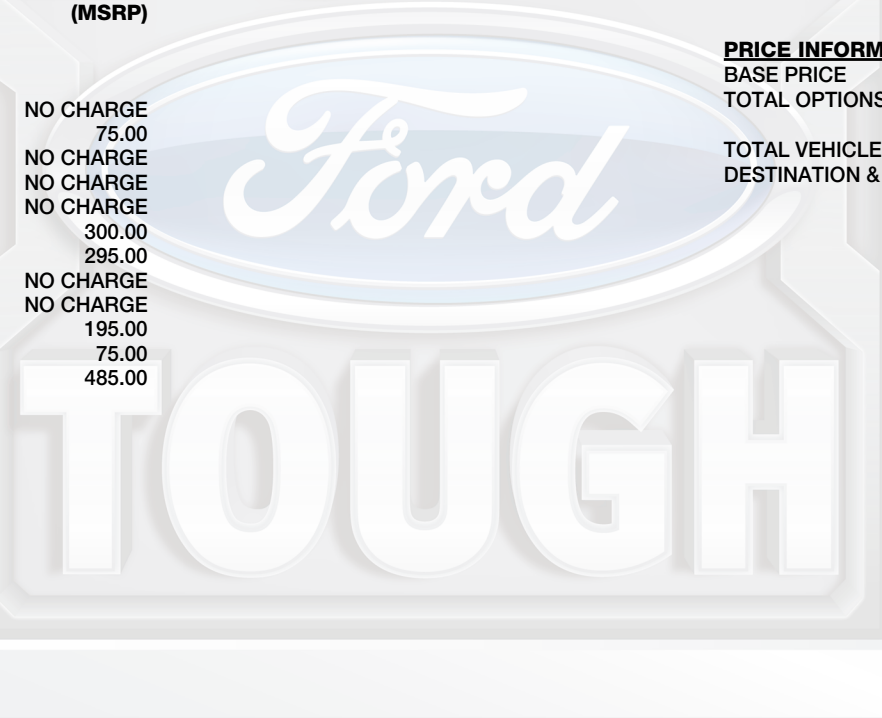 (MSRP)
NO CHARGE
75.00
NO CHARGE
NO CHARGE
NO CHARGE
300.00
295.00
NO CHARGE
NO CHARGE
195.00
75.00
485.00
PRICE INFORM
BASE PRICE
TOTAL OPTIONS
TOTAL VEHICLE
DESTINATION &
Ford
TOUGH